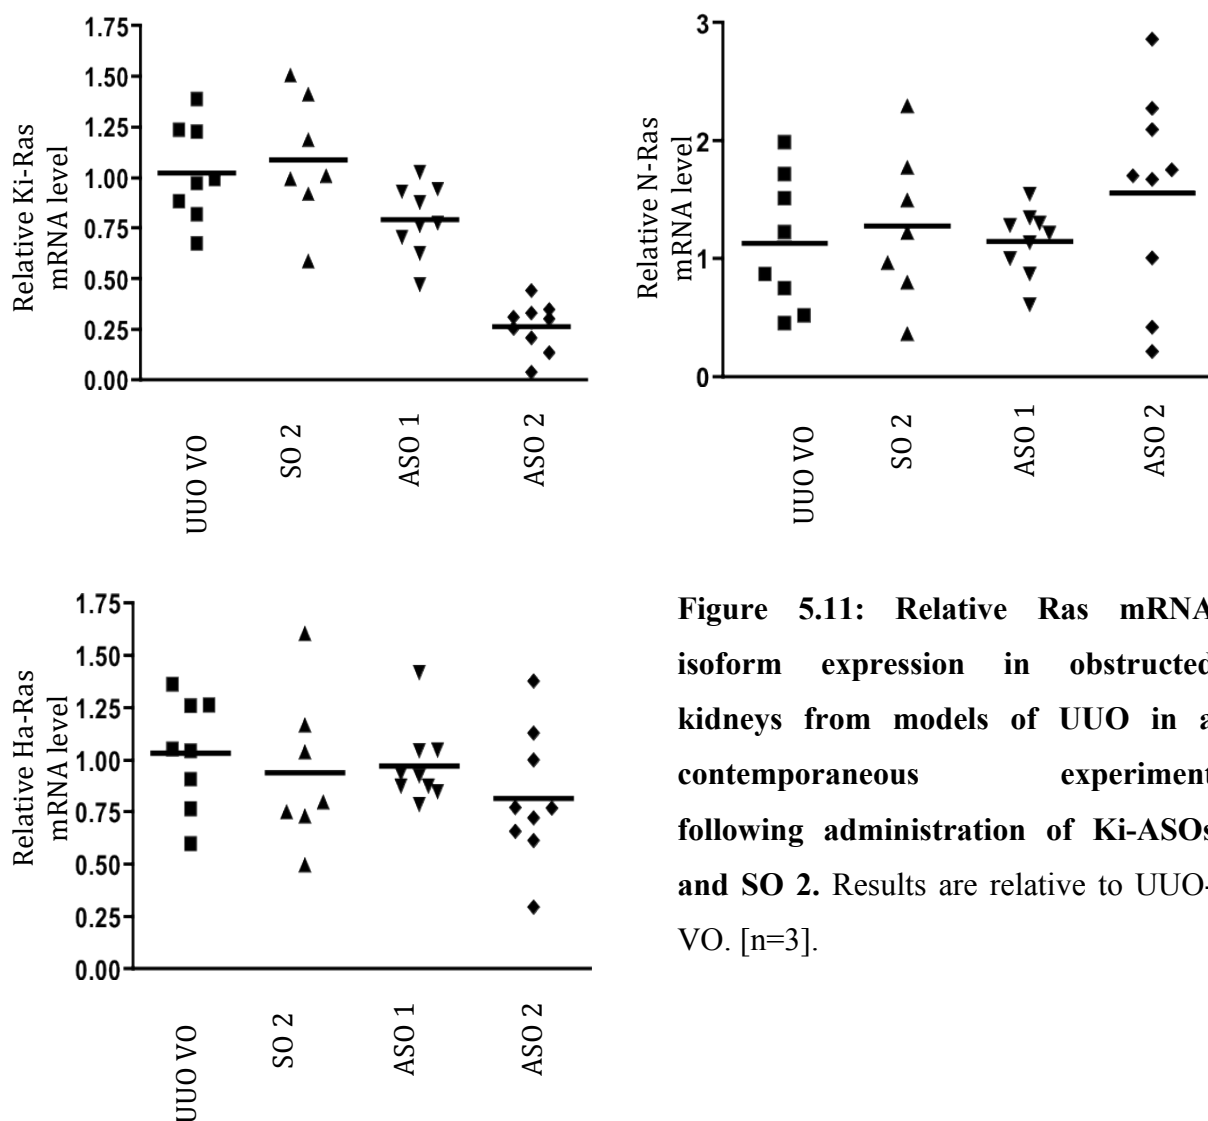 Relative Ki-Ras
mRNA level
1.75
1.50
1.25
1.00
0.75
0.50
0.25
0.00
UUO VO
SO 2
ASO 1
ASO 2
Relative N-Ras
mRNA level
3
2
1
0
UUO VO
SO 2
ASO 1
ASO 2
Relative Ha-Ras
mRNA level
1.75
1.50
1.25
1.00
0.75
0.50
0.25
0.00
UUO VO
SO 2
ASO 1
ASO 2
Figure 5.11: Relative Ras mRNA
isoform expression in obstructed
kidneys from models of UUO in a
contemporaneous experiment
following administration of Ki-ASOs
and SO 2. Results are relative to UUO-
VO. [n=3].